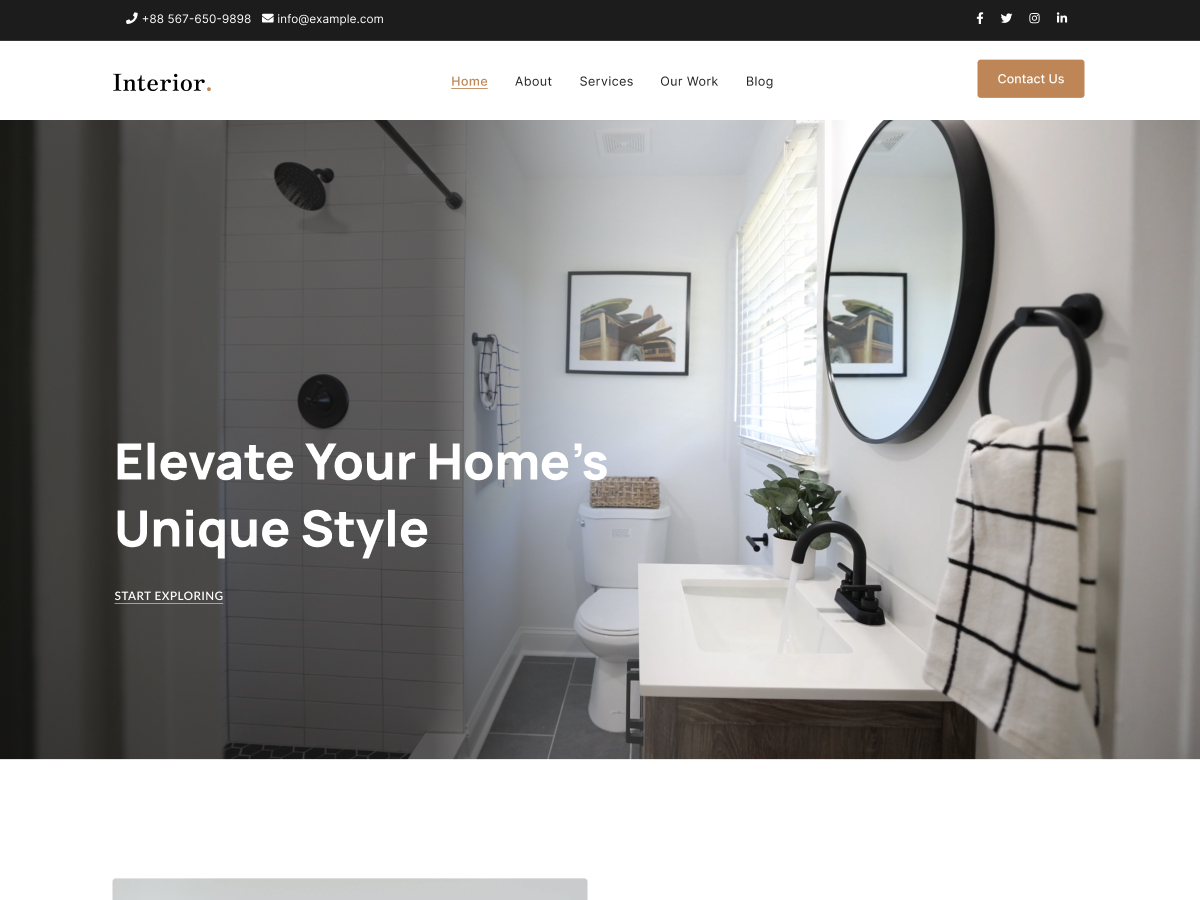 +88 567-650-9898 info@example.com
Interior.
Home About Services Our Work Blog
Contact Us
Elevate Your Home's
Unique Style
START EXPLORING